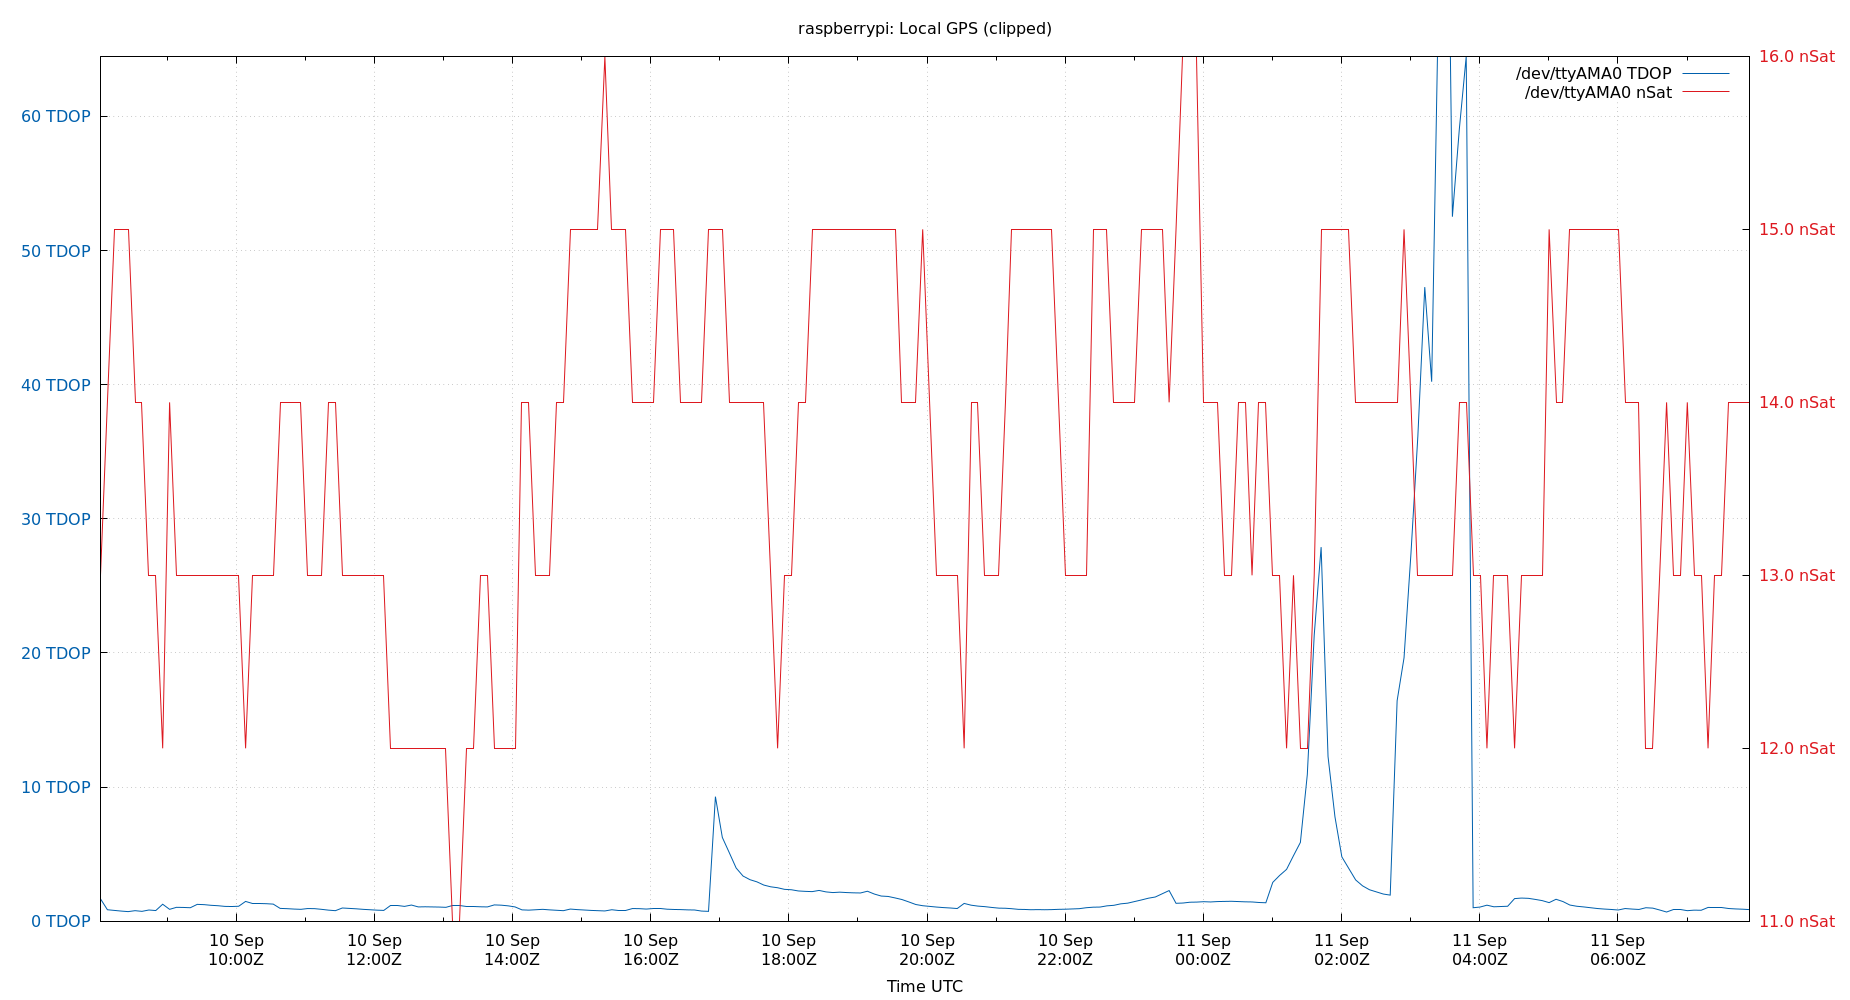 raspberrypi: Local GPS (clipped)
16.0 nSat
/dev/ttyAMA0 TDOP
/dev/ttyAMA0 nSat
60 TDOP
15.0 nSat
50 TDOP
40 TDOP
14.0 nSat
30 TDOP
13.0 nSat
20 TDOP
12.0 nSat
10 TDOP
0 TDOP
11.0 nSat
10 Sep 10 Sep 10 Sep 10 Sep 10 Sep 10 Sep 10 Sep 11 Sep 11 Sep 11 Sep 11 Sep
10:00Z 12:00Z 14:00Z 16:00Z 18:00Z 20:00Z 22:00Z 00:00Z 02:00Z 04:00Z 06:00Z
Time UTC